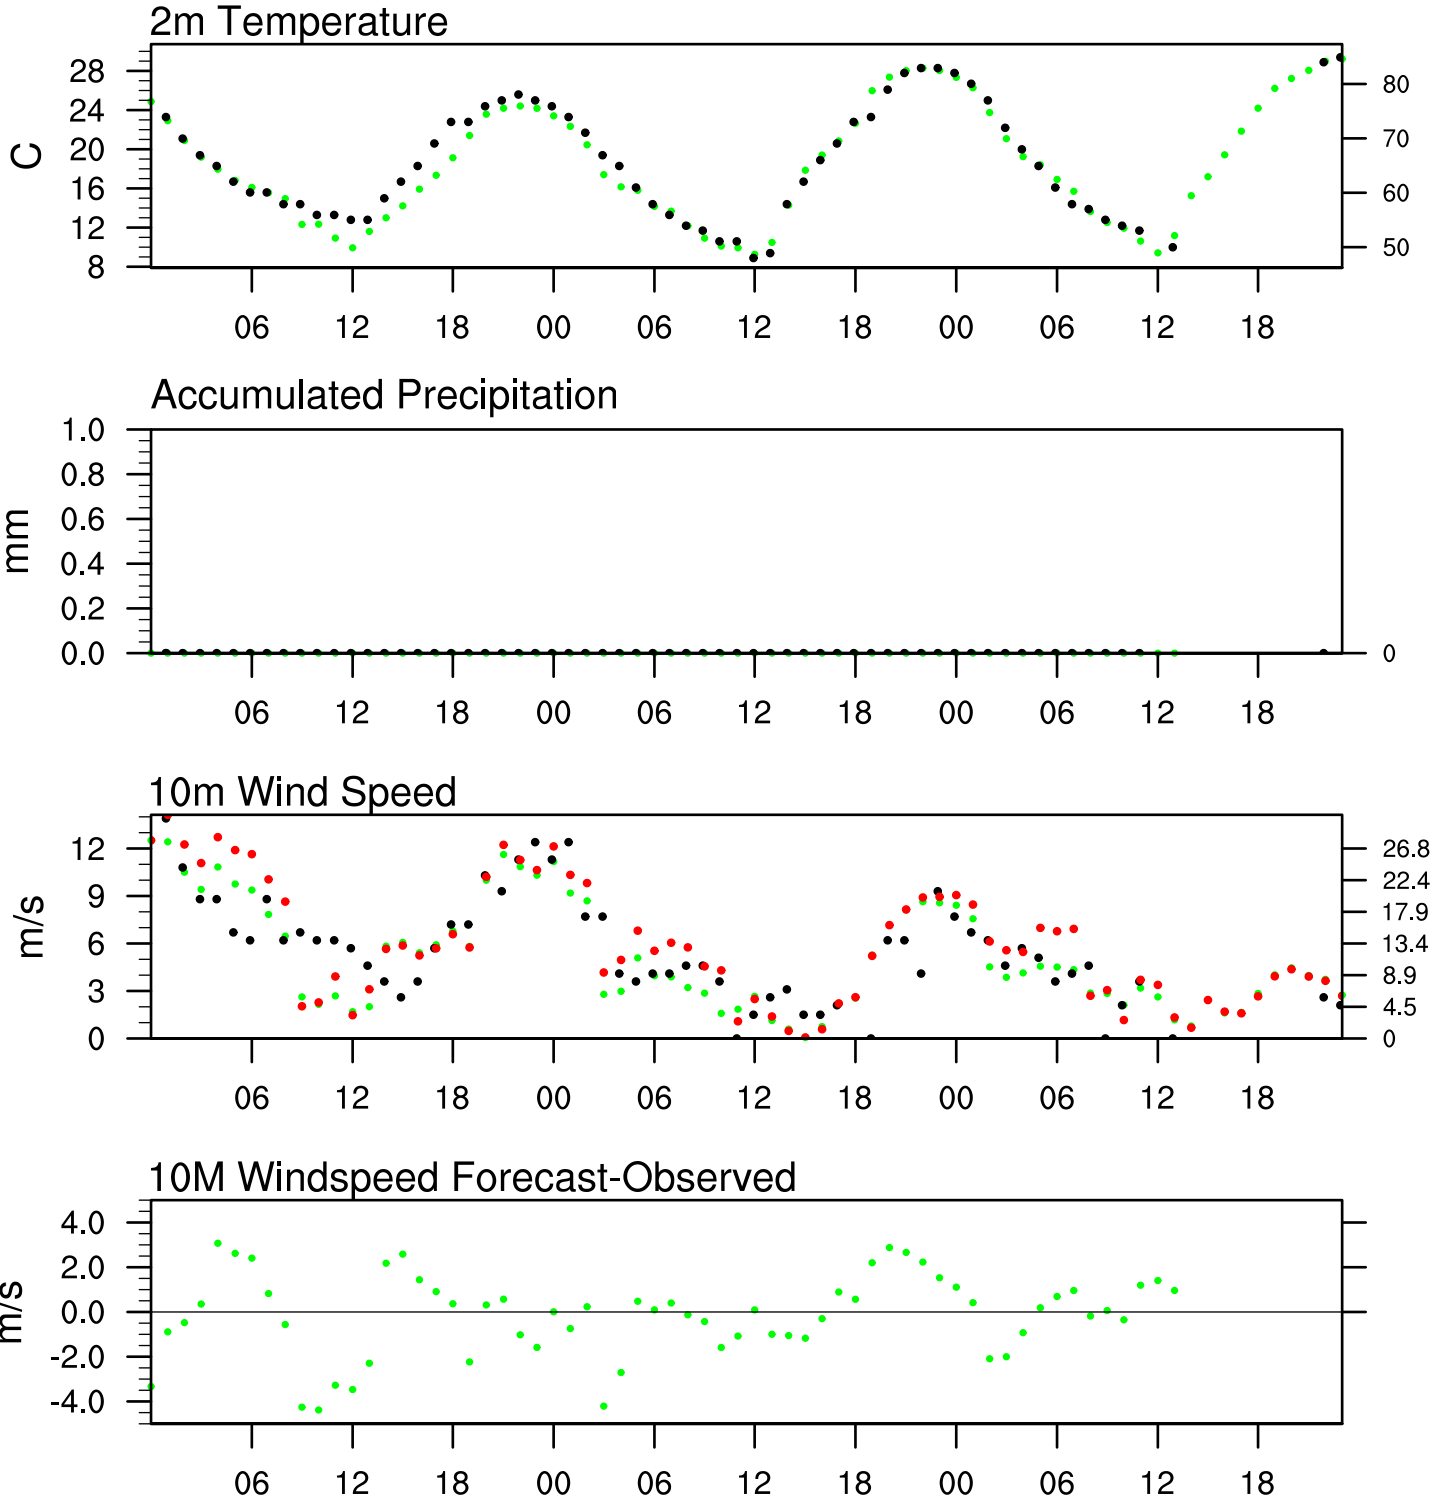 2m Temperature
28
24
20
16
12
8
C
80
70
60
50
06 12 18 00 06 12 18 00 06 12 18
Accumulated Precipitation
1.0
0.8
0.6
0.4
0.2
0.0
mm
0
06 12 18 00 06 12 18 00 06 12 18
10m Wind Speed
12
9
6
3
0
m/s
26.8
22.4
17.9
13.4
8.9
4.5
0
06 12 18 00 06 12 18 00 06 12 18
10M Windspeed Forecast-Observed
4.0
2.0
0.0
-2.0
-4.0
m/s
06 12 18 00 06 12 18 00 06 12 18